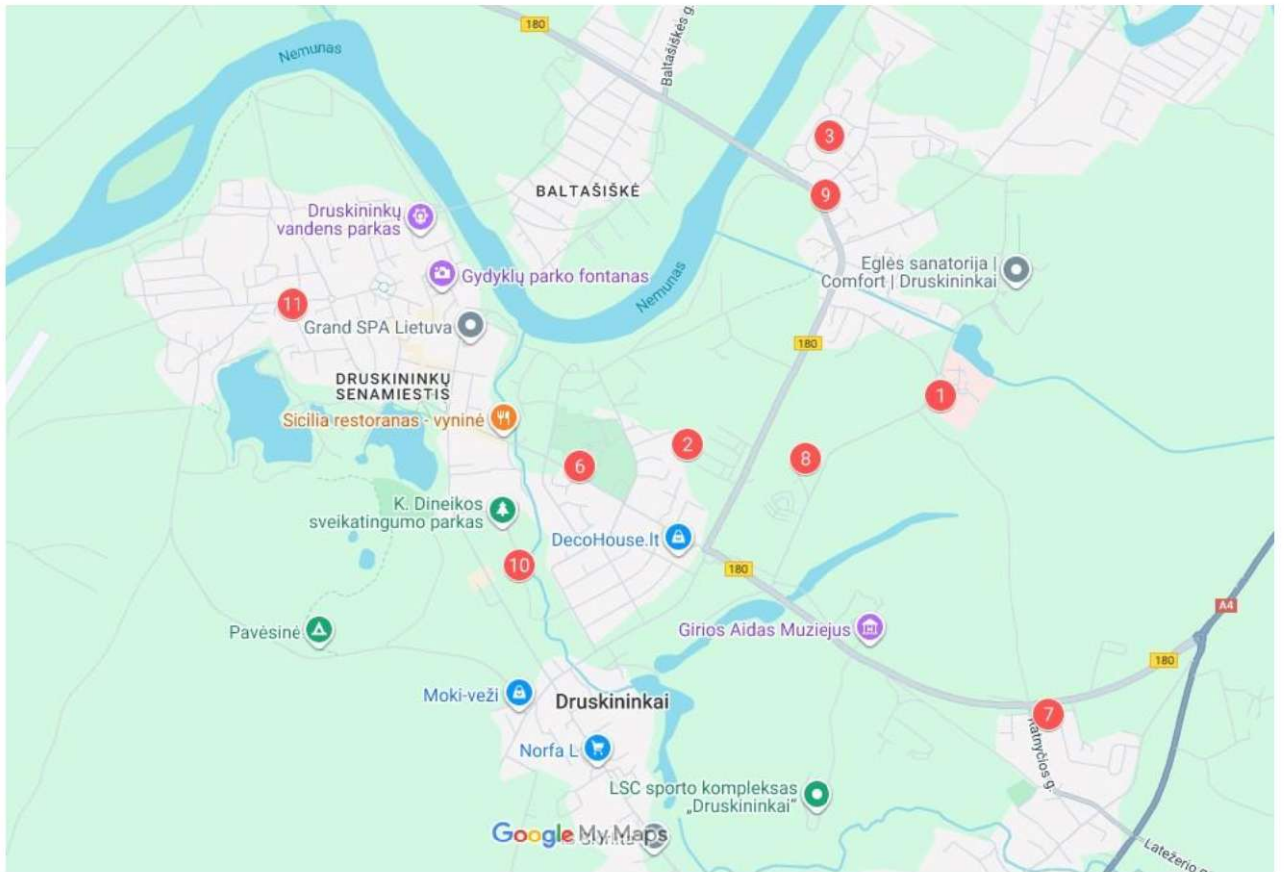 180
Nemunas
Baltašiškės g.
3
BALTAŠIŠKĖ
9
Druskininkų
vandens parkas
Gydyklų parko fontanas
Eglės sanatorija |
Comfort | Druskininkai
Nemunas
11
Grand SPA Lietuva
180
DRUSKININKŲ
SENAMIESTIS
1
Sicilia restoranas - vyninė
2
6
8
K. Dineikos
sveikatingumo parkas
DecoHouse.lt
10
180
A4
Pavėsinė
Girios Aidas Muziejus
180
Moki-veži
Druskininkai
7
Ratnyčios g.
Norfa L
LSC sporto kompleksas
„Druskininkai"
Google My Maps
Latežerio